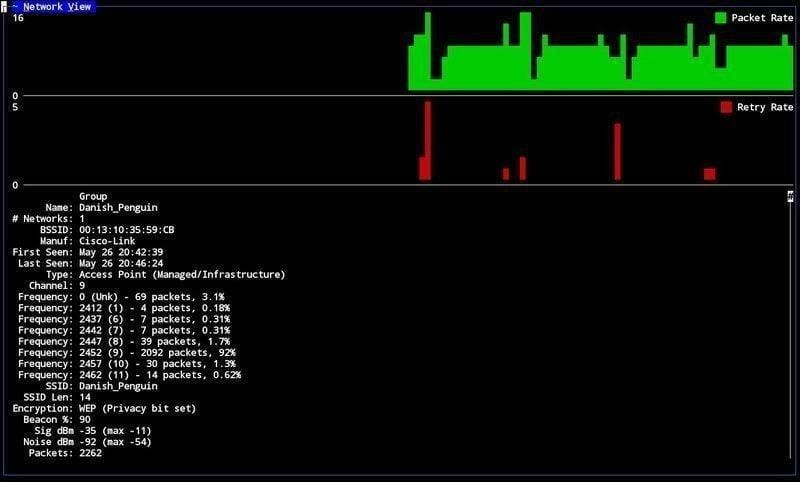 ~ Network View
16
Packet Rate
0
5
Retry Rate
0
Group
Name: Danish_Penguin
# Networks: 1
BSSID: 00:13:10:35:59:CB
Manuf: Cisco-Link
First Seen: May 26 20:42:39
Last Seen: May 26 20:46:24
Type: Access Point (Managed/Infrastructure)
Channel: 9
Frequency: 0 (Unk) - 69 packets, 3.1%
Frequency: 2412 (1) - 4 packets, 0.18%
Frequency: 2437 (6) - 7 packets, 0.31%
Frequency: 2442 (7) - 7 packets, 0.31%
Frequency: 2447 (8) - 39 packets, 1.7%
Frequency: 2452 (9) - 2092 packets, 92%
Frequency: 2457 (10) - 30 packets, 1.3%
Frequency: 2462 (11) - 14 packets, 0.62%
SSID: Danish_Penguin
SSID Len: 14
Encryption: WEP (Privacy bit set)
Beacon %: 90
Sig dBm -35 (max -11)
Noise dBm -92 (max -54)
Packets: 2262